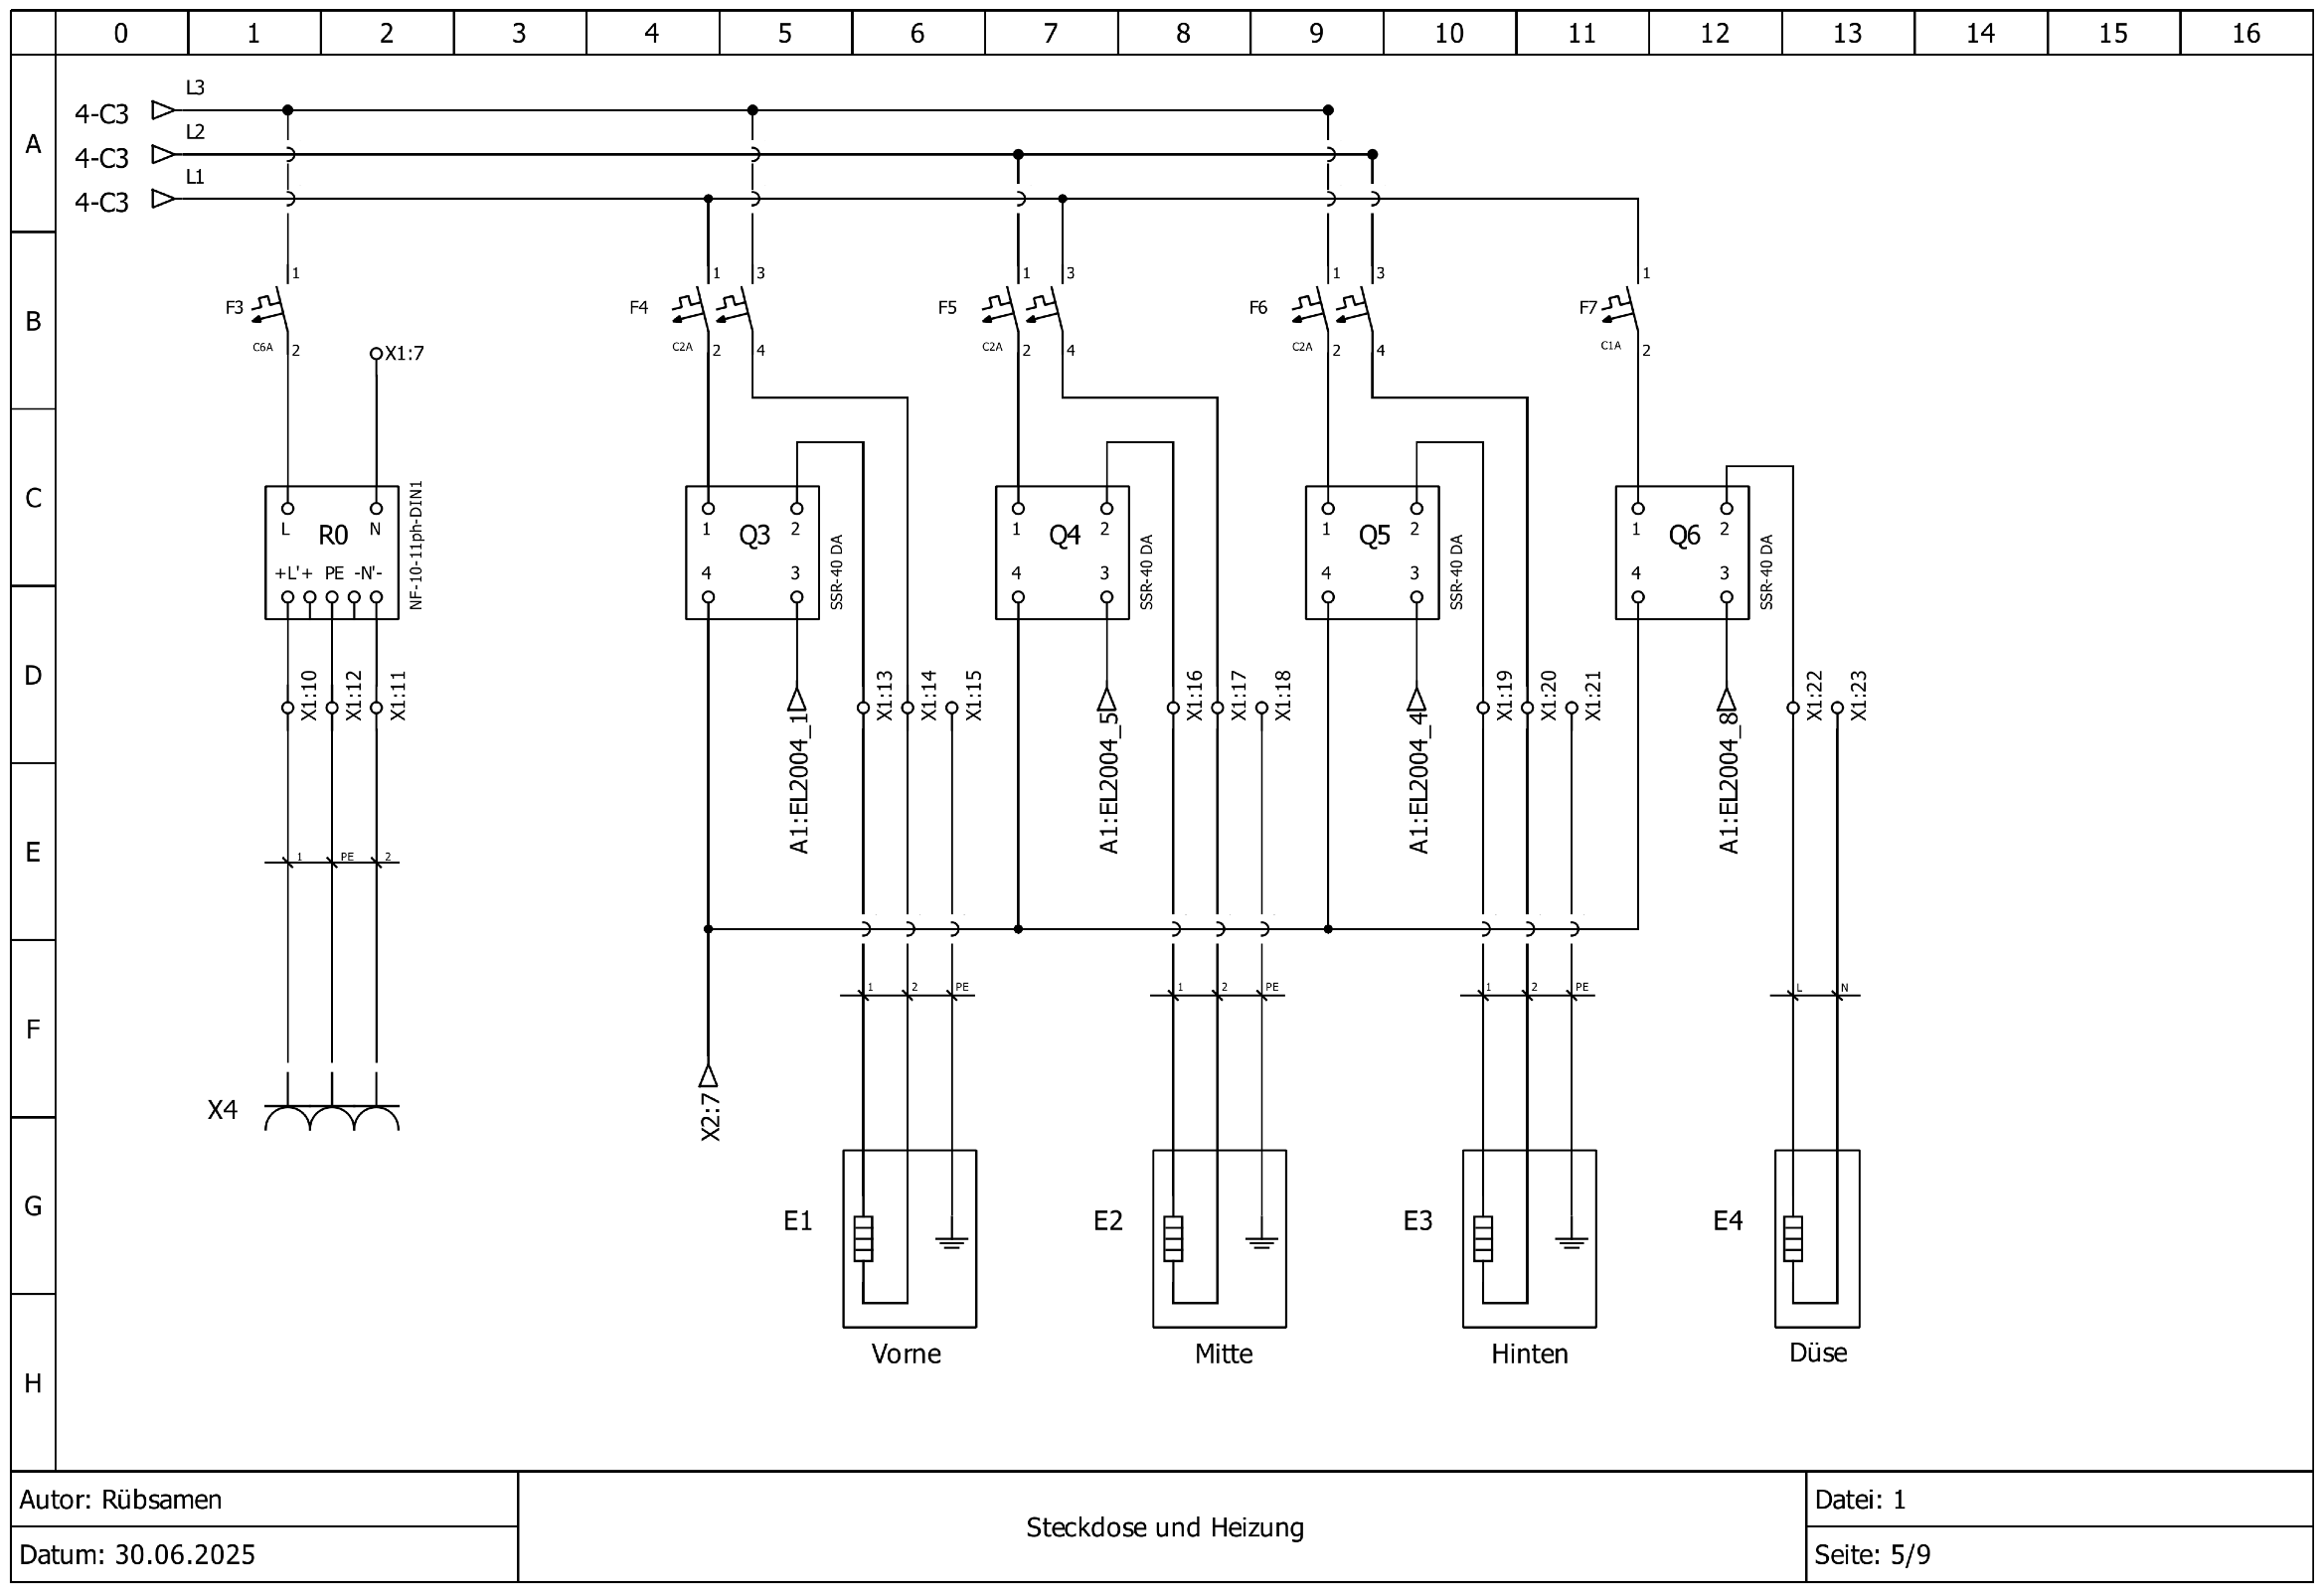 0 1 2 3 4 5 6 7 8 9 10 11 12 13 14 15 16
A
B
C
D
E
F
G
H
4-C3 L3
4-C3 L2
4-C3 L1
F3 1 2 C6A
X1:7
F4 1 3 2 4 C2A
F5 1 3 2 4 C2A
F6 1 3 2 4 C2A
F7 1 2 C1A
L R0 N
+L'+ PE -N'-
NF-10-11ph-DIN1
1 Q3 2
4 3
SSR-40 DA
1 Q4 2
4 3
SSR-40 DA
1 Q5 2
4 3
SSR-40 DA
1 Q6 2
4 3
SSR-40 DA
X1:10 X1:12 X1:11
A1:EL2004_1
X1:13 X1:14 X1:15
A1:EL2004_5
X1:16 X1:17 X1:18
A1:EL2004_4
X1:19 X1:20 X1:21
A1:EL2004_8
X1:22 X1:23
1 PE 2
1 2 PE
1 2 PE
1 2 PE
L N
X4
X2:7
E1
E2
E3
E4
Vorne
Mitte
Hinten
Düse
Autor: Rübsamen
Datum: 30.06.2025
Steckdose und Heizung
Datei: 1
Seite: 5/9